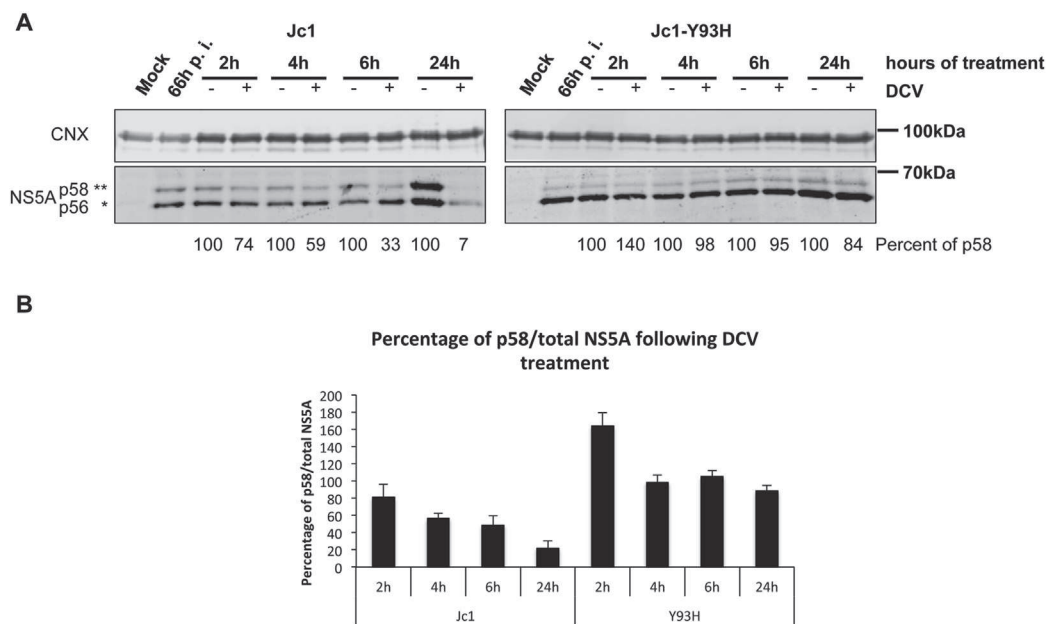 A
Jc1
Jc1-Y93H
Mock 66h p. i. 2h 4h 6h 24h Mock 66h p. i. 2h 4h 6h 24h hours of treatment
- + - + - + - + - + - + - + - + DCV
CNX
100kDa
70kDa
NS5A
p58 **
p56 *
100 74 100 59 100 33 100 7 100 140 100 98 100 95 100 84 Percent of p58
B
Percentage of p58/total NS5A following DCV
treatment
Percentage of p58/total NS5A
200
180
160
140
120
100
80
60
40
20
0
2h 4h 6h 24h 2h 4h 6h 24h
Jc1 Y93H